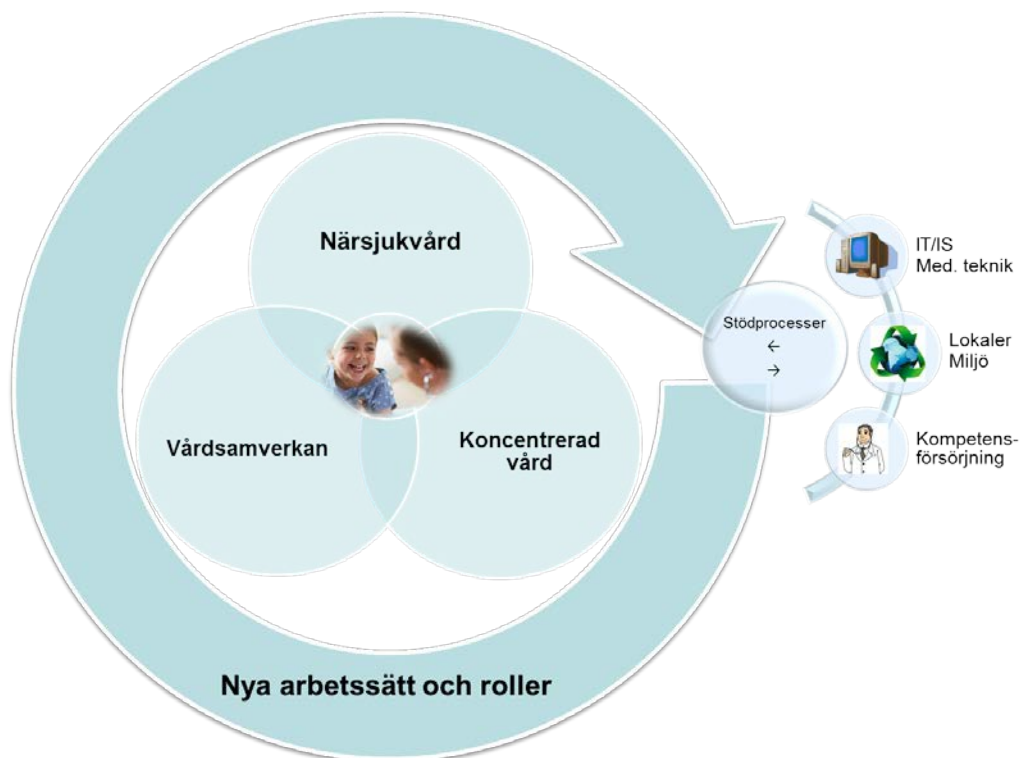 Närsjukvård
Vårdsamverkan
Koncentrerad
vård
Nya arbetssätt och roller
Stödprocesser
←
→
IT/IS
Med. teknik
Lokaler
Miljö
Kompetens-
försörjning